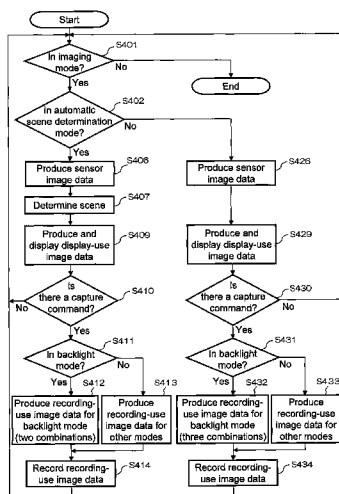 Start
S401
In imaging
mode?
No
Yes
End
S402
In automatic
scene determination
mode?
No
Yes
S406
Produce sensor
image data
S407
Determine scene
S409
Produce and
display display-use
image data
S410
Is
there a capture
command?
No
Yes
S411
In backlight
mode?
No
Yes
S412
Produce recording-
use image data for
backlight mode
(two combinations)
S413
Produce
recording-use
image data for
other modes
S414
Record recording-
use image data
S426
Produce sensor
image data
S429
Produce and
display display-use
image data
S430
Is
there a capture
command?
No
Yes
S431
In backlight
mode?
No
Yes
S432
Produce recording-
use image data for
backlight mode
(three combinations)
S433
Produce
recording-use
image data for
other modes
S434
Record recording-
use image data